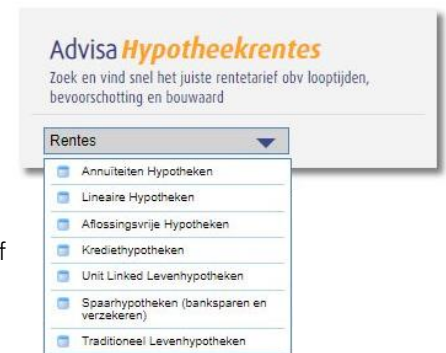 Advisa Hypotheekrentes
Zoek en vind snel het juiste rentetarief obv looptijden,
bevoorschotting en bouwaard
Rentes
Annuïteiten Hypotheken
Lineaire Hypotheken
Aflossingsvrije Hypotheken
f
Krediethypotheken
Unit Linked Levenhypotheken
Spaarhypotheken (banksparen en
verzekeren)
Traditioneel Levenhypotheken